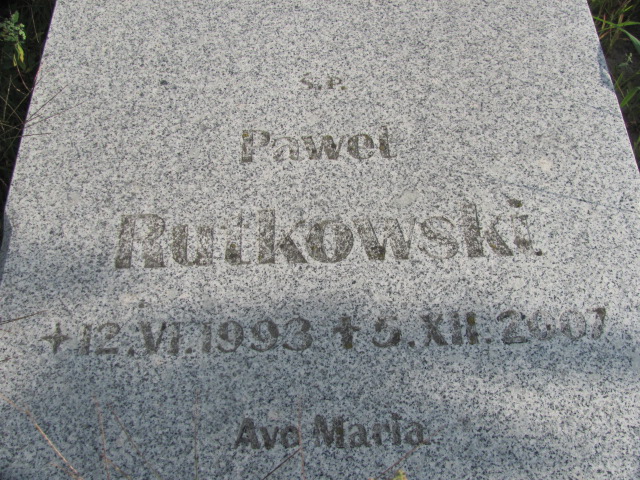 Ś.P.
Paweł
Rutkowski
+12.VI.1993 +5.XII.2007
Ave Maria